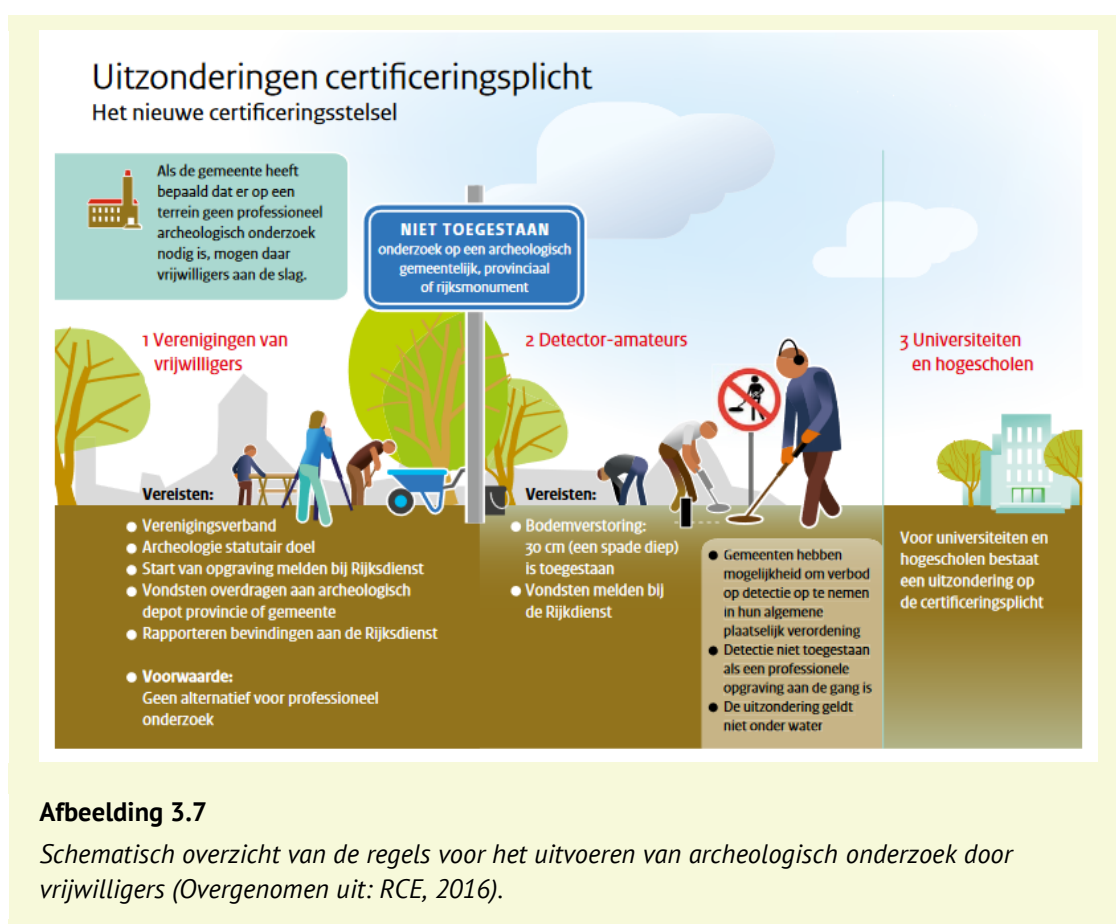 Uitzonderingen certificeringsplicht
Het nieuwe certificeringsstelsel
Als de gemeente heeft
bepaald dat er op een
terrein geen professioneel
archeologisch onderzoek
nodig is, mogen daar
vrijwilligers aan de slag.
NIET TOEGESTAAN
onderzoek op een archeologisch
gemeentelijk, provinciaal
of rijksmonument
1 Verenigingen van
vrijwilligers
Vereisten:
Verenigingsverband
Archeologie statutair doel
Start van opgraving melden bij Rijksdienst
Vondsten overdragen aan archeologisch
depot provincie of gemeente
Rapporteren bevindingen aan de Rijksdienst
Voorwaarde:
Geen alternatief voor professioneel
onderzoek
2 Detector-amateurs
Vereisten:
Bodemverstoring:
30 cm (een spade diep)
is toegestaan
Vondsten melden bij
de Rijkdienst
Gemeenten hebben
mogelijkheid om verbod
op detectie op te nemen
in hun algemene
plaatselijk verordening
Detectie niet toegestaan
als een professionele
opgraving aan de gang is
De uitzondering geldt
niet onder water
3 Universiteiten
en hogescholen
Voor universiteiten en
hogescholen bestaat
een uitzondering op
de certificeringsplicht
Afbeelding 3.7
Schematisch overzicht van de regels voor het uitvoeren van archeologisch onderzoek door
vrijwilligers (Overgenomen uit: RCE, 2016).